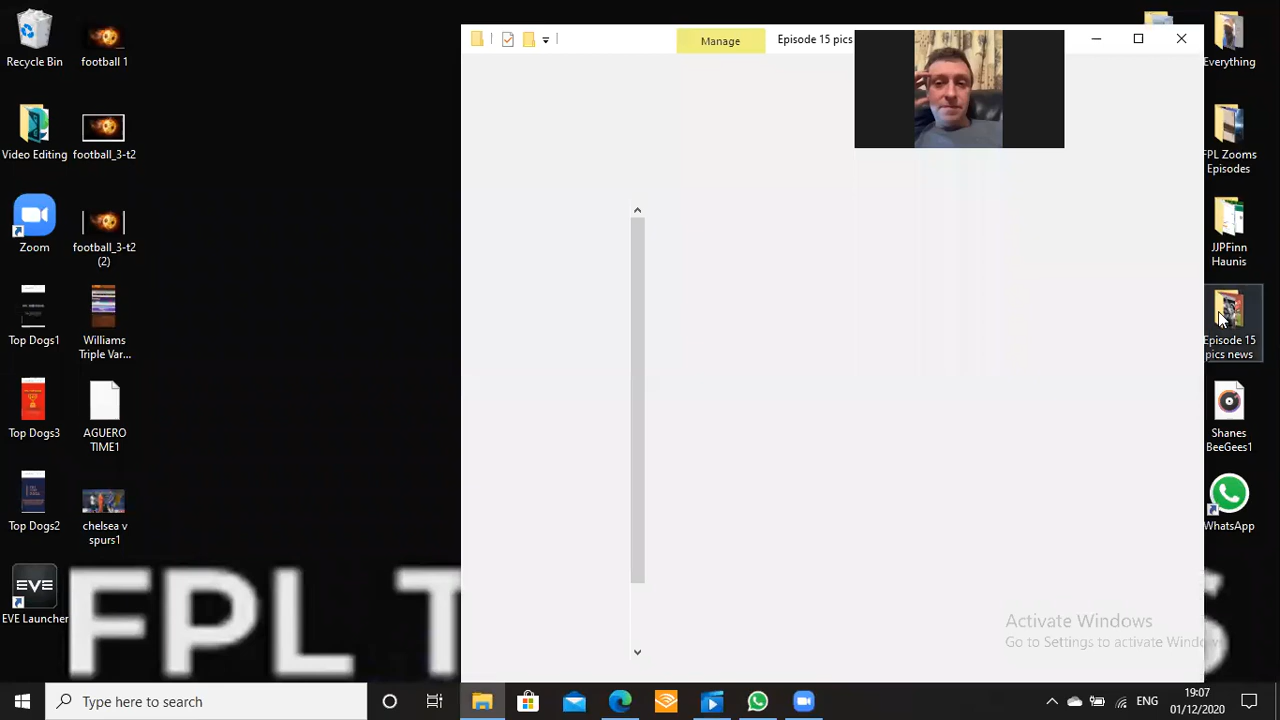 Recycle Bin
football 1
Video Editing
football_3-t2
Zoom
football_3-t2
(2)
Top Dogs1
Williams
Triple Var...
Top Dogs3
AGUERO
TIME1
Top Dogs2
chelsea v
spurs1
EVE
EVE Launcher
FPL T S
Manage
Episode 15 pics
Everything
FPL Zooms
Episodes
JJPFinn
Haunis
Episode 15
pics news
Shanes
BeeGees1
WhatsApp
Activate Windows
Go to Settings to activate Windows
Type here to search
ENG
19:07
01/12/2020